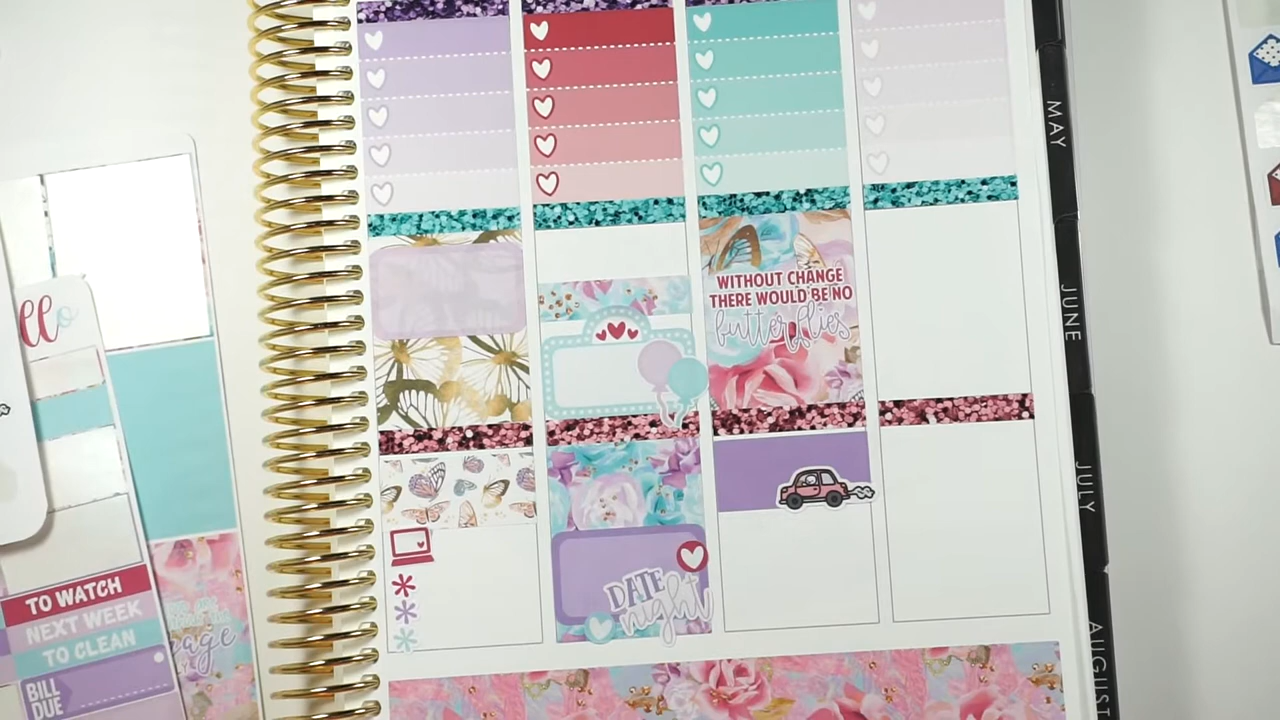 MAY
JUNE
JULY
AUGUST
WITHOUT CHANGE
THERE WOULD BE NO
butterflies
DATE
night
TO WATCH
NEXT WEEK
TO CLEAN
BILL
DUE